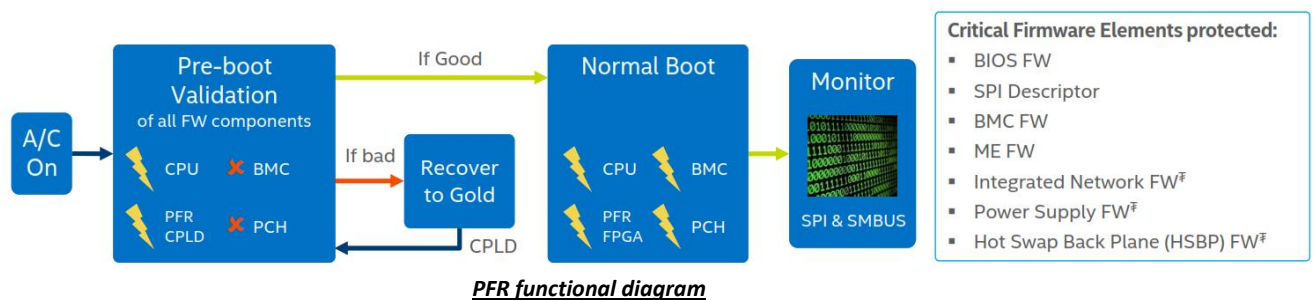 A/C
On
Pre-boot
Validation
of all FW components
CPU
BMC
PFR
CPLD
PCH
If Good
If bad
Recover
to Gold
CPLD
Normal Boot
CPU
BMC
PFR
FPGA
PCH
Monitor
SPI & SMBUS
Critical Firmware Elements protected:
▪ BIOS FW
▪ SPI Descriptor
▪ BMC FW
▪ ME FW
▪ Integrated Network FW‡
▪ Power Supply FW‡
▪ Hot Swap Back Plane (HSBP) FW‡
PFR functional diagram